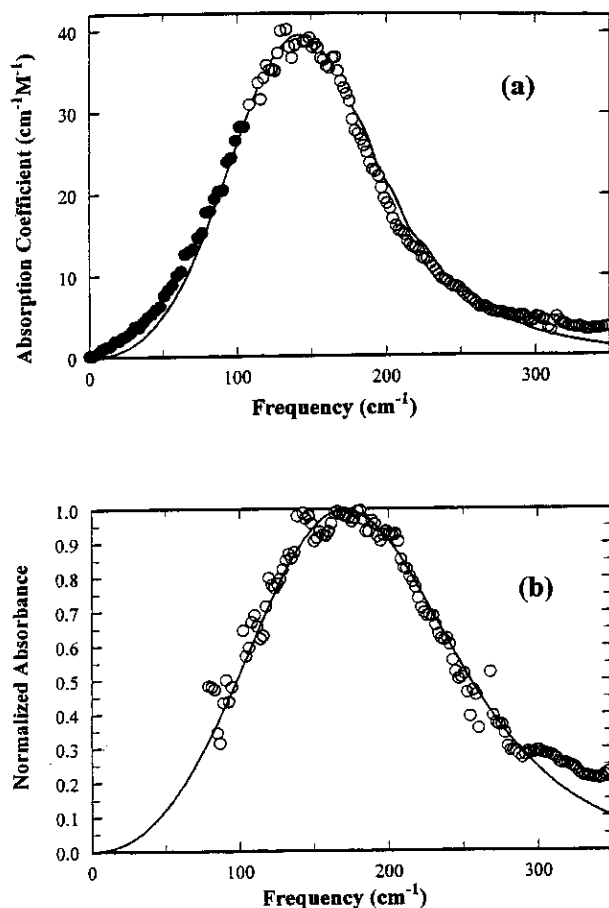 40
30
20
10
0
Absorption Coefficient (cm⁻¹M⁻¹)
(a)
0 100 200 300
Frequency (cm⁻¹)
1.0
0.9
0.8
0.7
0.6
0.5
0.4
0.3
0.2
0.1
0.0
Normalized Absorbance
(b)
0 100 200 300
Frequency (cm⁻¹)